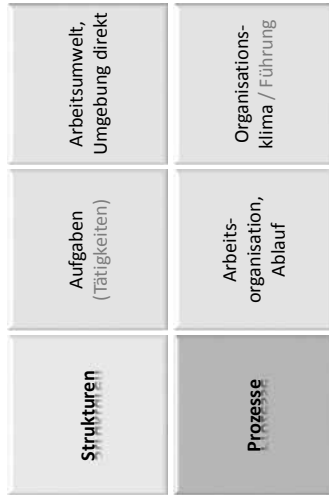 Strukturen
Aufgaben
(Tätigkeiten)
Arbeitsumwelt,
Umgebung direkt
Prozesse
Arbeits-
organisation,
Ablauf
Organisations-
klima / Führung